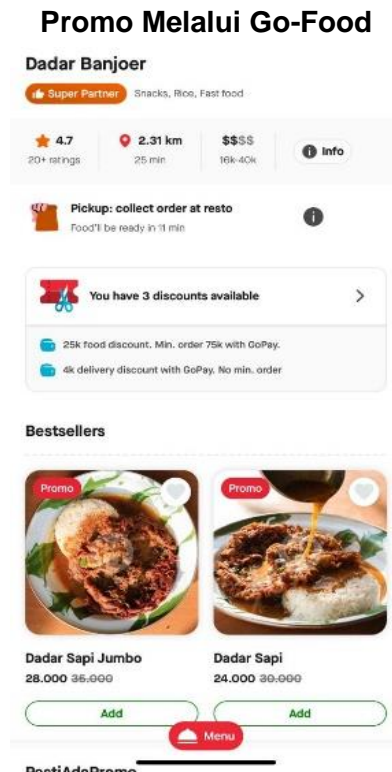 Promo Melalui Go-Food
Dadar Banjoer
Super Partner Snacks, Rice, Fast food
4.7 2.31 km $$$$ Info
20+ ratings 25 min 16k-40k
Pickup: collect order at resto
Food'll be ready in 11 min
You have 3 discounts available
25k food discount. Min. order 75k with GoPay.
4k delivery discount with GoPay. No min. order
Bestsellers
Promo Promo
Dadar Sapi Jumbo Dadar Sapi
28.000 35.000 24.000 30.000
Add Add
Menu
PastiAdaPromo